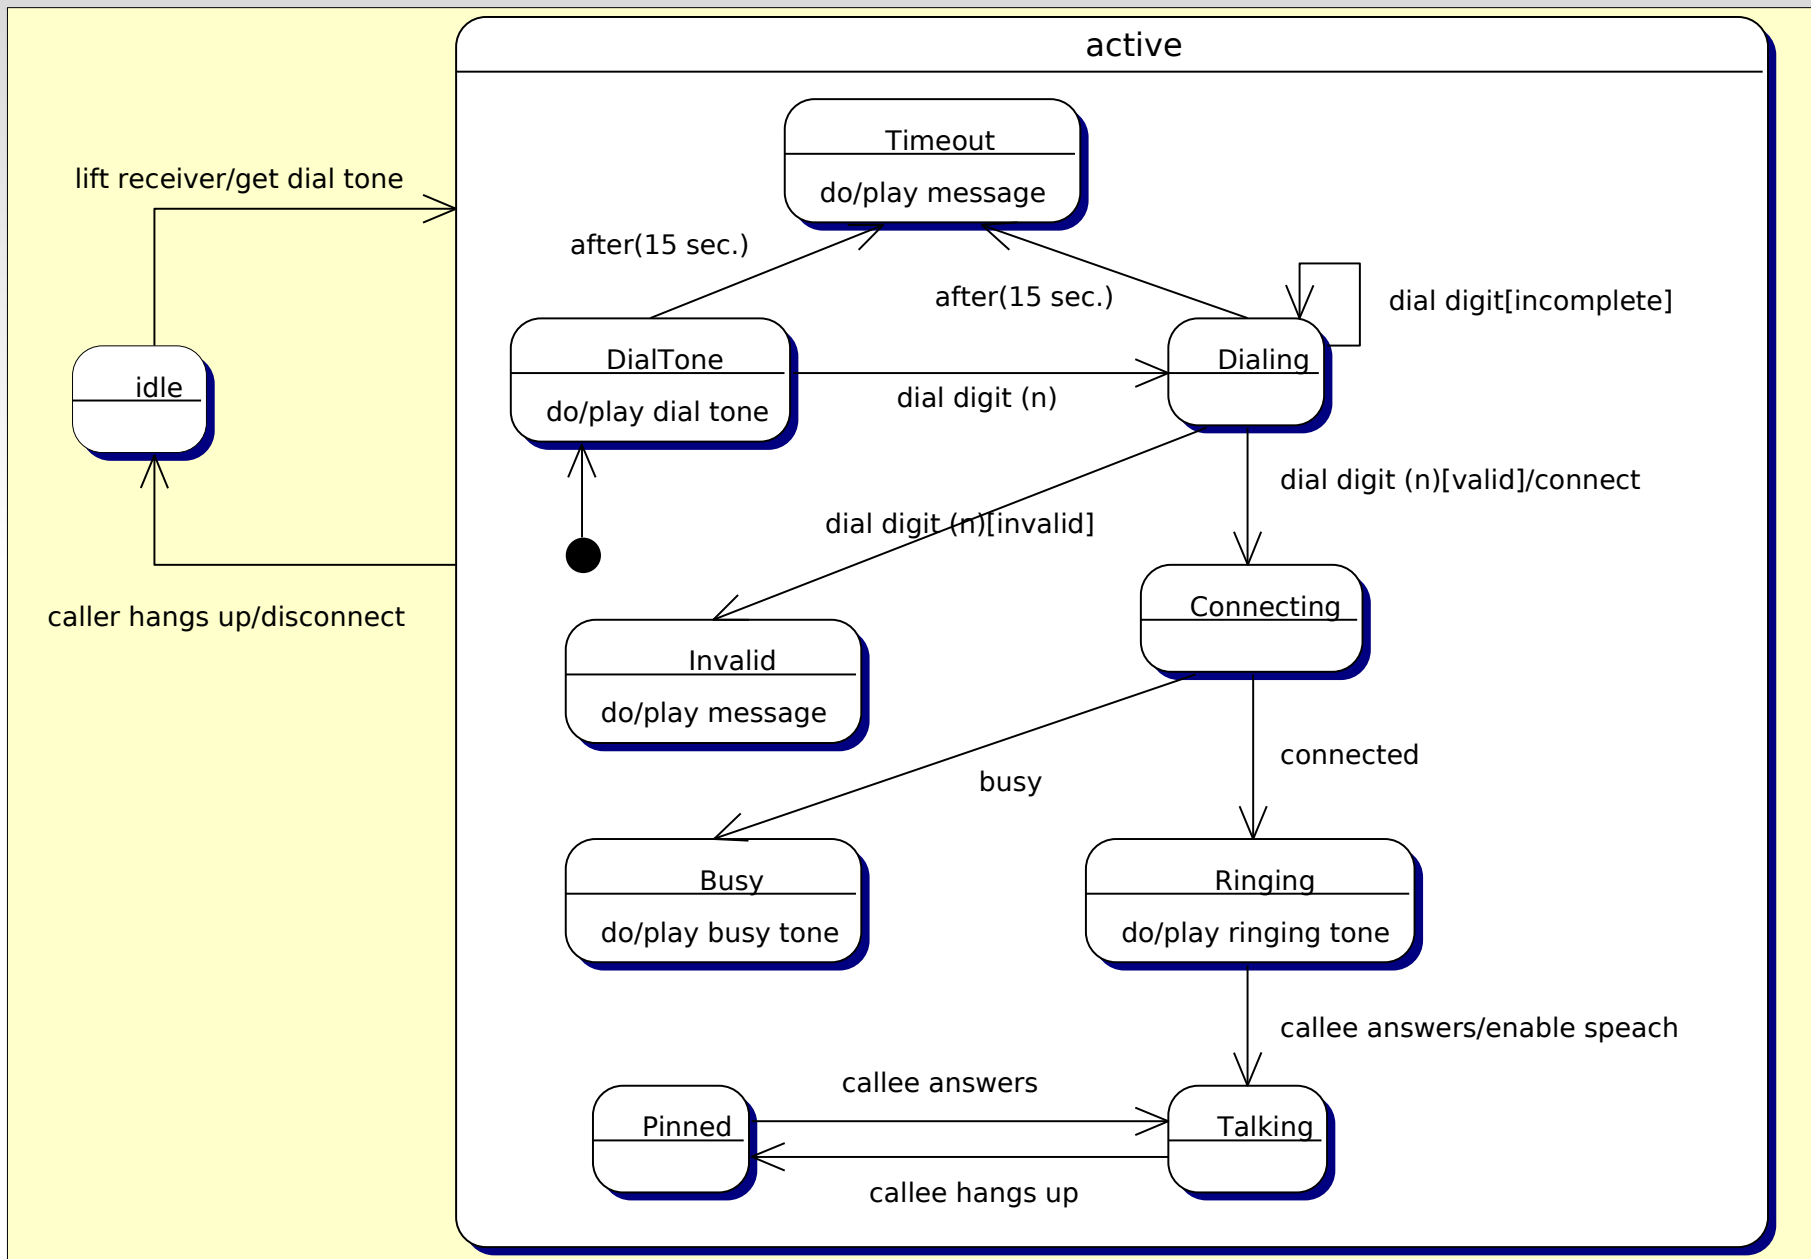 active
Timeout
do/play message
lift receiver/get dial tone
after(15 sec.)
after(15 sec.)
dial digit[incomplete]
DialTone
do/play dial tone
dial digit (n)
Dialing
idle
dial digit (n)[valid]/connect
dial digit (n)[invalid]
caller hangs up/disconnect
Connecting
Invalid
do/play message
connected
busy
Busy
do/play busy tone
Ringing
do/play ringing tone
callee answers/enable speach
callee answers
Pinned
Talking
callee hangs up